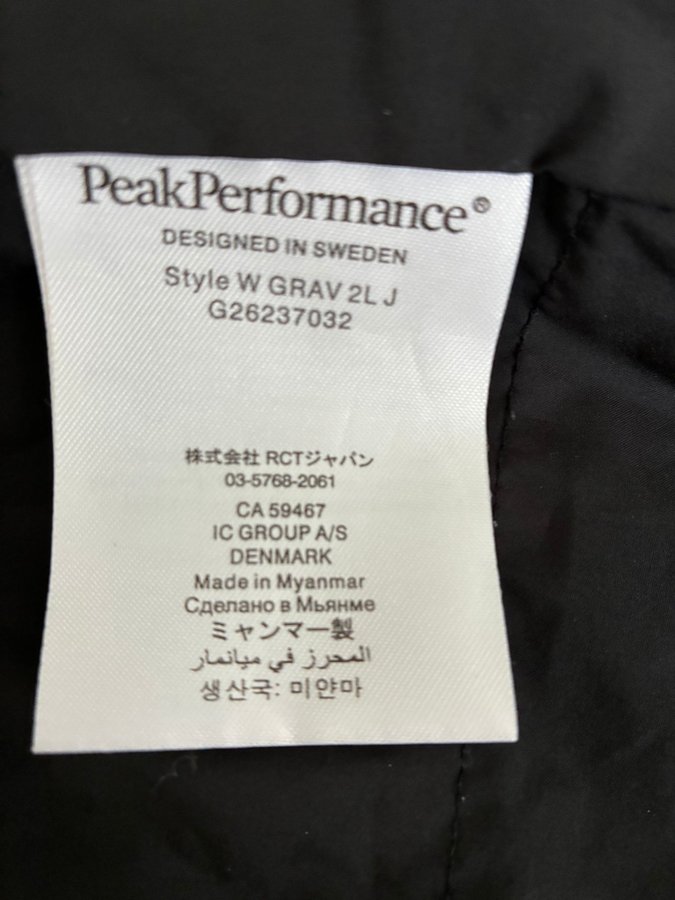 PeakPerformance®
DESIGNED IN SWEDEN
Style W GRAV 2L J
G26237032
株式会社 RCTジャパン
03-5768-2061
CA 59467
IC GROUP A/S
DENMARK
Made in Myanmar
Сделано в Мьянме
ミャンマー製
المحرز في ميانمار
생산국: 미얀마